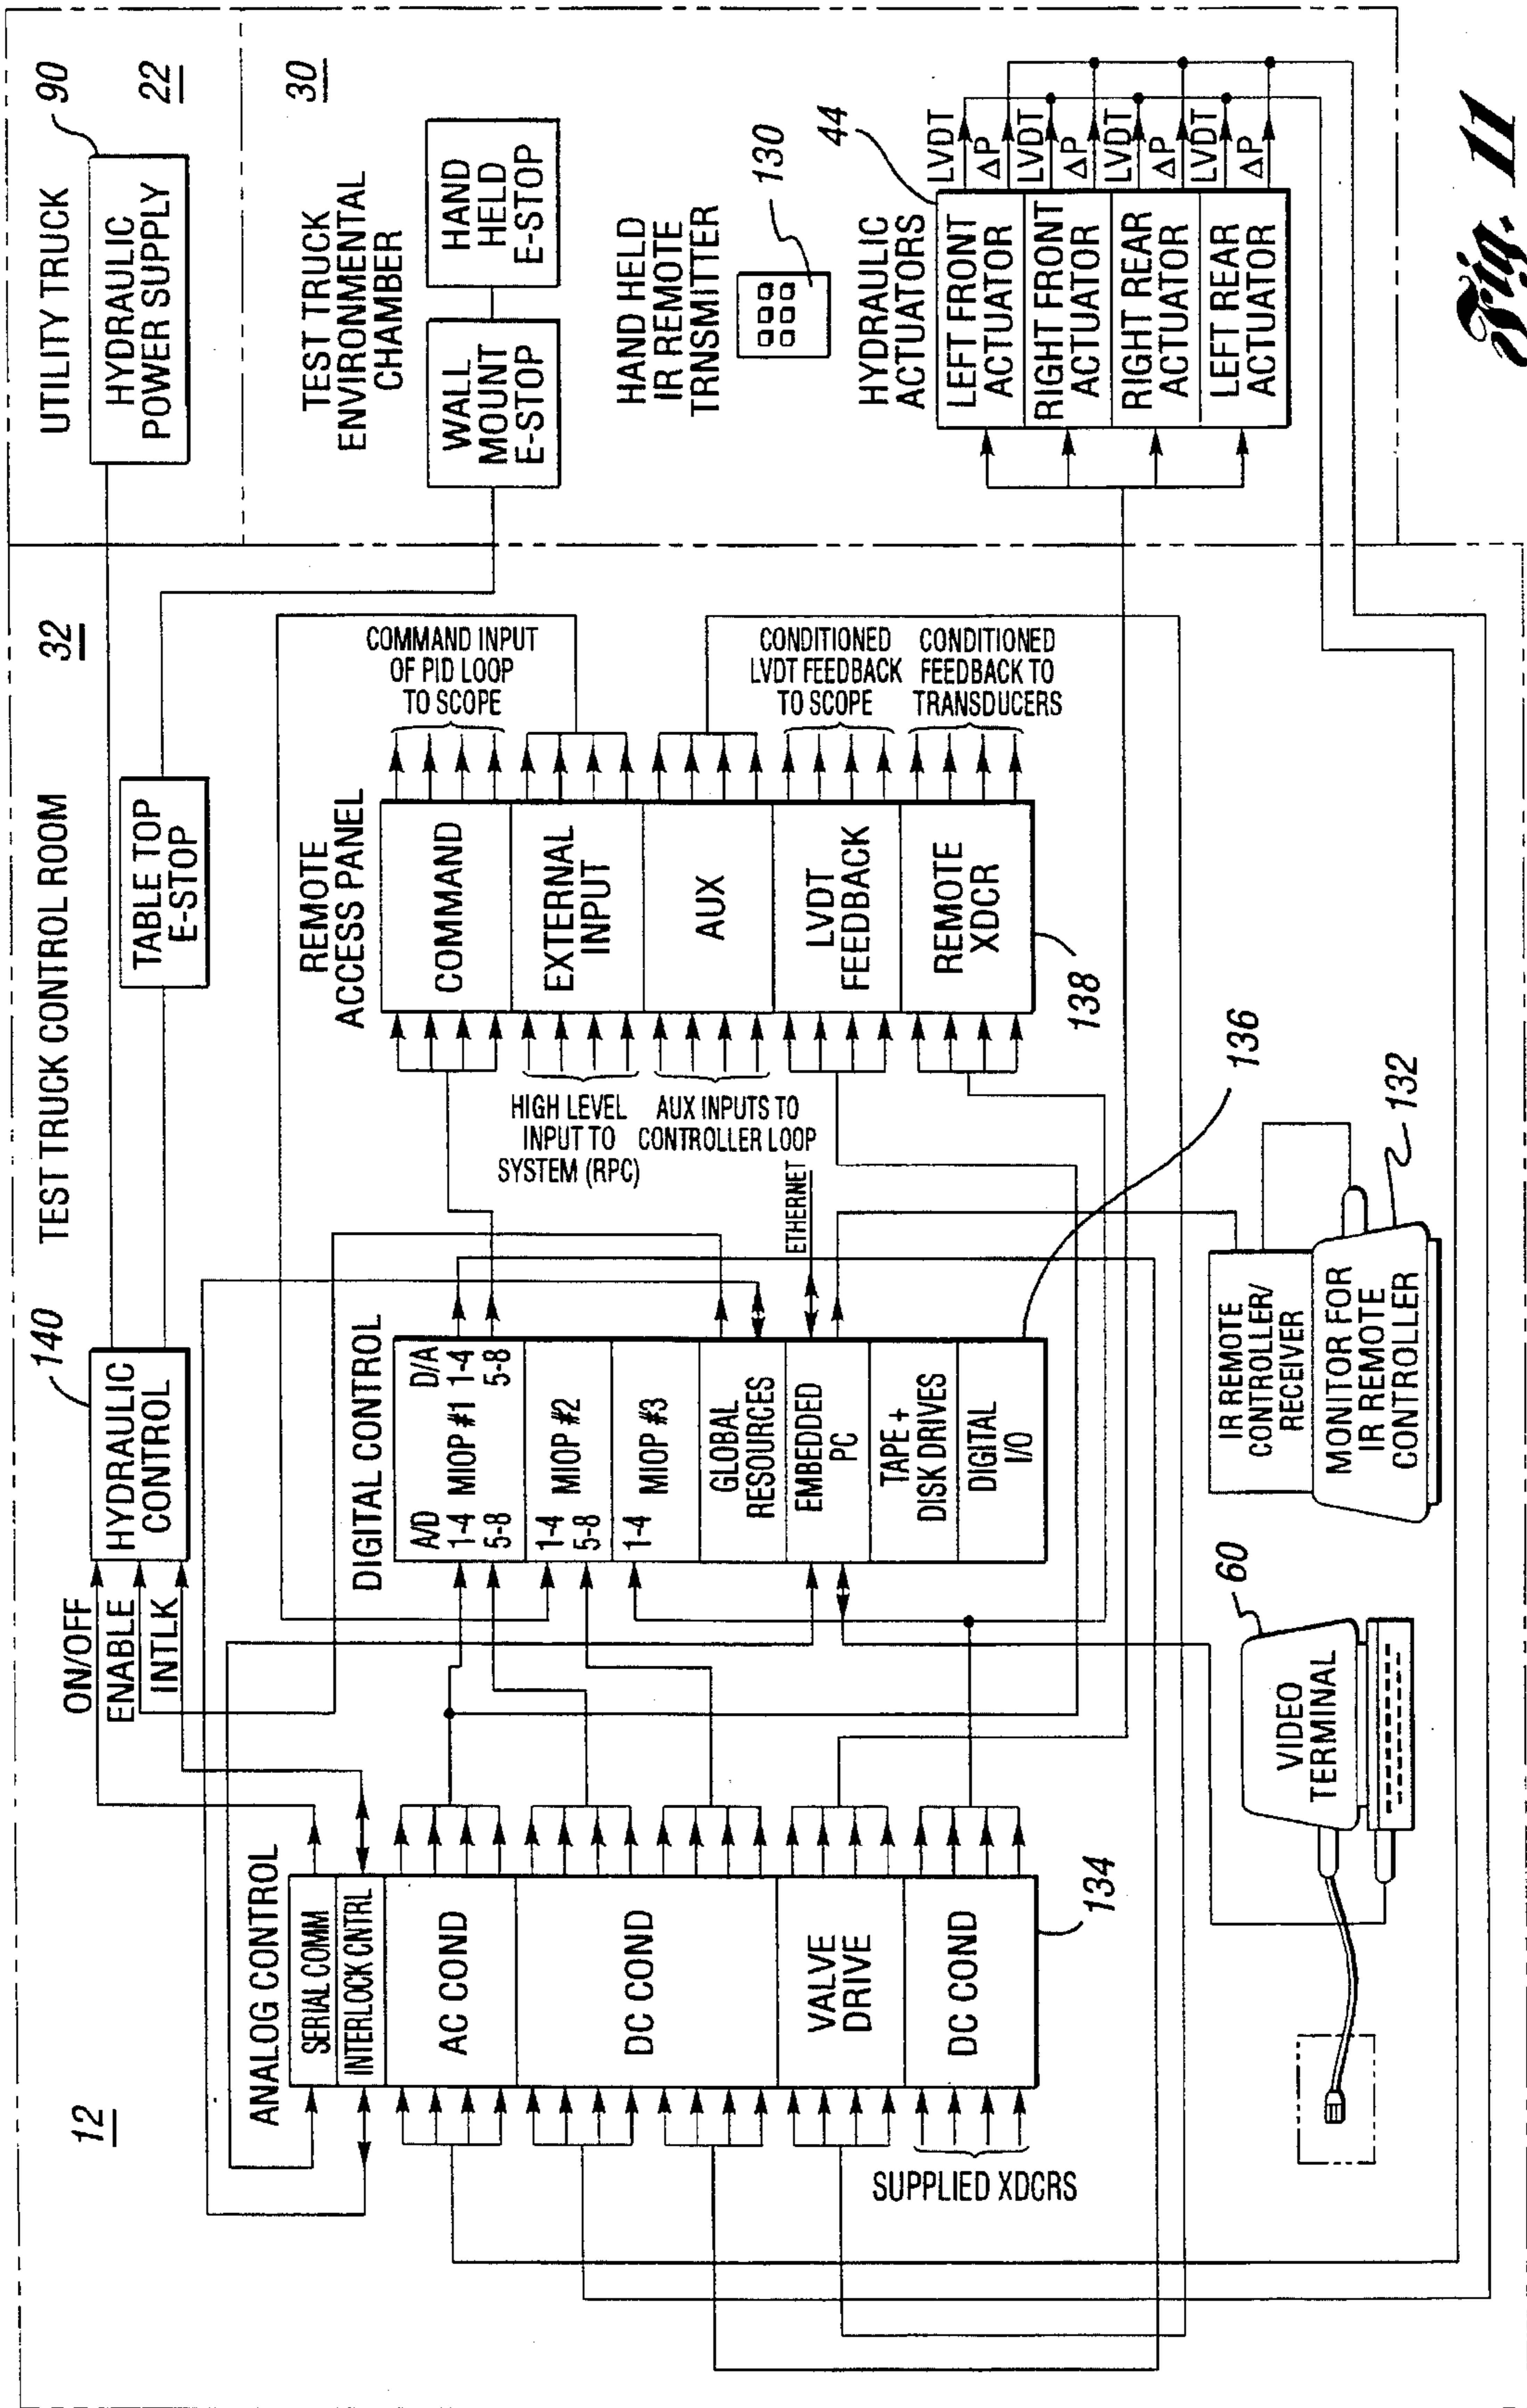 12
TEST TRUCK CONTROL ROOM
32
UTILITY TRUCK
90
22
HYDRAULIC
POWER SUPPLY
140
HYDRAULIC
CONTROL
ON/OFF
ENABLE
INTLK
TABLE TOP
E-STOP
TEST TRUCK
ENVIRONMENTAL
CHAMBER
30
WALL
MOUNT
E-STOP
HAND
HELD
E-STOP
ANALOG CONTROL
SERIAL COMM
INTERLOCK CNTRL
AC COND
DC COND
VALVE
DRIVE
DC COND
134
SUPPLIED XDCRS
DIGITAL CONTROL
A/D
MIOP #1
D/A
1-4
1-4
5-8
5-8
MIOP #2
1-4
5-8
MIOP #3
1-4
GLOBAL
RESOURCES
EMBEDDED
PC
TAPE +
DISK DRIVES
DIGITAL
I/O
136
ETHERNET
REMOTE
ACCESS PANEL
COMMAND
EXTERNAL
INPUT
AUX
LVDT
FEEDBACK
REMOTE
XDCR
138
HIGH LEVEL
INPUT TO
SYSTEM (RPC)
AUX INPUTS TO
CONTROLLER LOOP
COMMAND INPUT
OF PID LOOP
TO SCOPE
CONDITIONED
LVDT FEEDBACK
TO SCOPE
CONDITIONED
FEEDBACK TO
TRANSDUCERS
HAND HELD
IR REMOTE
TRNSMITTER
130
HYDRAULIC
ACTUATORS
44
LEFT FRONT
ACTUATOR
RIGHT FRONT
ACTUATOR
RIGHT REAR
ACTUATOR
LEFT REAR
ACTUATOR
LVDT
ΔP
LVDT
ΔP
LVDT
ΔP
LVDT
ΔP
VIDEO
TERMINAL
60
IR REMOTE
CONTROLLER/
RECEIVER
MONITOR FOR
IR REMOTE
CONTROLLER
132
Fig. 11